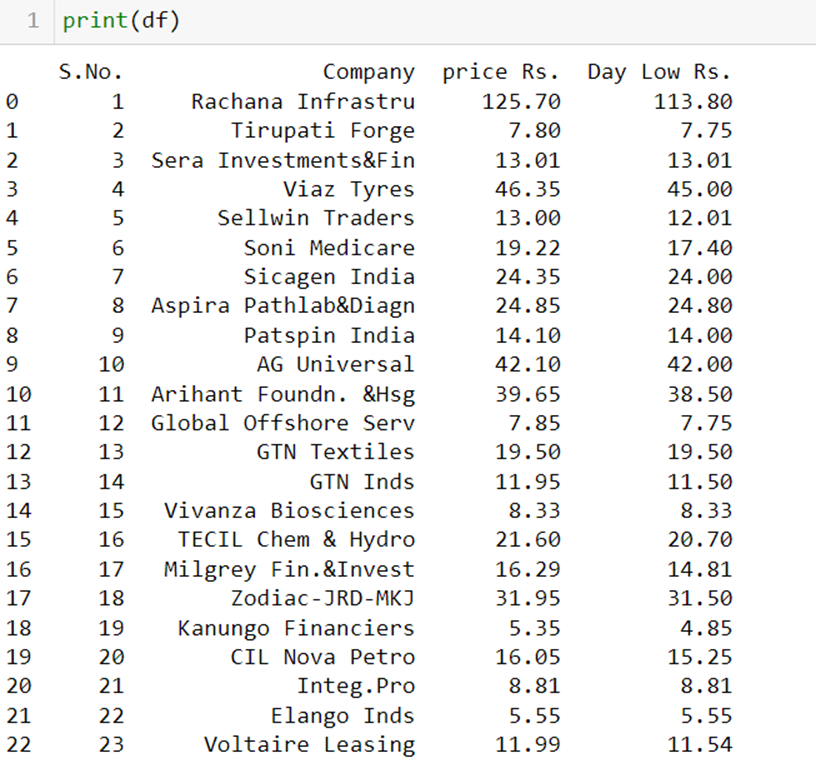 1 print(df)
S.No. Company price Rs. Day Low Rs.
0 1 Rachana Infrastru 125.70 113.80
1 2 Tirupati Forge 7.80 7.75
2 3 Sera Investments&Fin 13.01 13.01
3 4 Viaz Tyres 46.35 45.00
4 5 Sellwin Traders 13.00 12.01
5 6 Soni Medicare 19.22 17.40
6 7 Sicagen India 24.35 24.00
7 8 Aspira Pathlab&Diagn 24.85 24.80
8 9 Patspin India 14.10 14.00
9 10 AG Universal 42.10 42.00
10 11 Arihant Foundn. &Hsg 39.65 38.50
11 12 Global Offshore Serv 7.85 7.75
12 13 GTN Textiles 19.50 19.50
13 14 GTN Inds 11.95 11.50
14 15 Vivanza Biosciences 8.33 8.33
15 16 TECIL Chem & Hydro 21.60 20.70
16 17 Milgrey Fin.&Invest 16.29 14.81
17 18 Zodiac-JRD-MKJ 31.95 31.50
18 19 Kanungo Financiers 5.35 4.85
19 20 CIL Nova Petro 16.05 15.25
20 21 Integ.Pro 8.81 8.81
21 22 Elango Inds 5.55 5.55
22 23 Voltaire Leasing 11.99 11.54